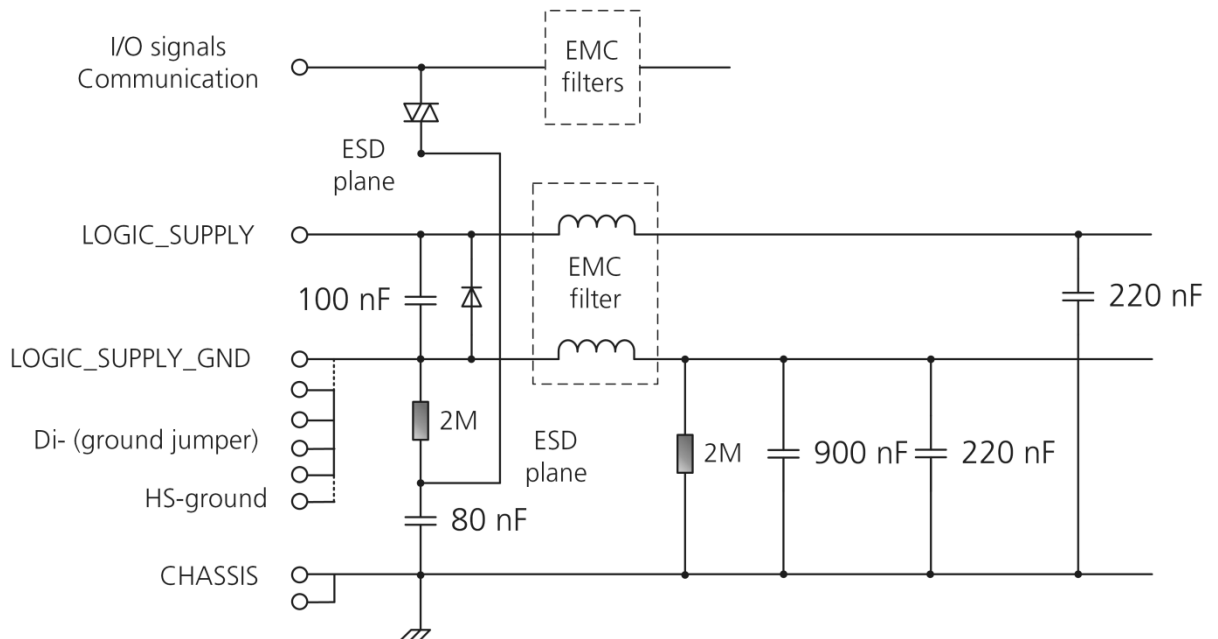 I/O signals
Communication
EMC
filters
ESD
plane
LOGIC_SUPPLY
EMC
filter
100 nF
220 nF
LOGIC_SUPPLY_GND
2M
Di- (ground jumper)
ESD
plane
2M
900 nF
220 nF
HS-ground
80 nF
CHASSIS